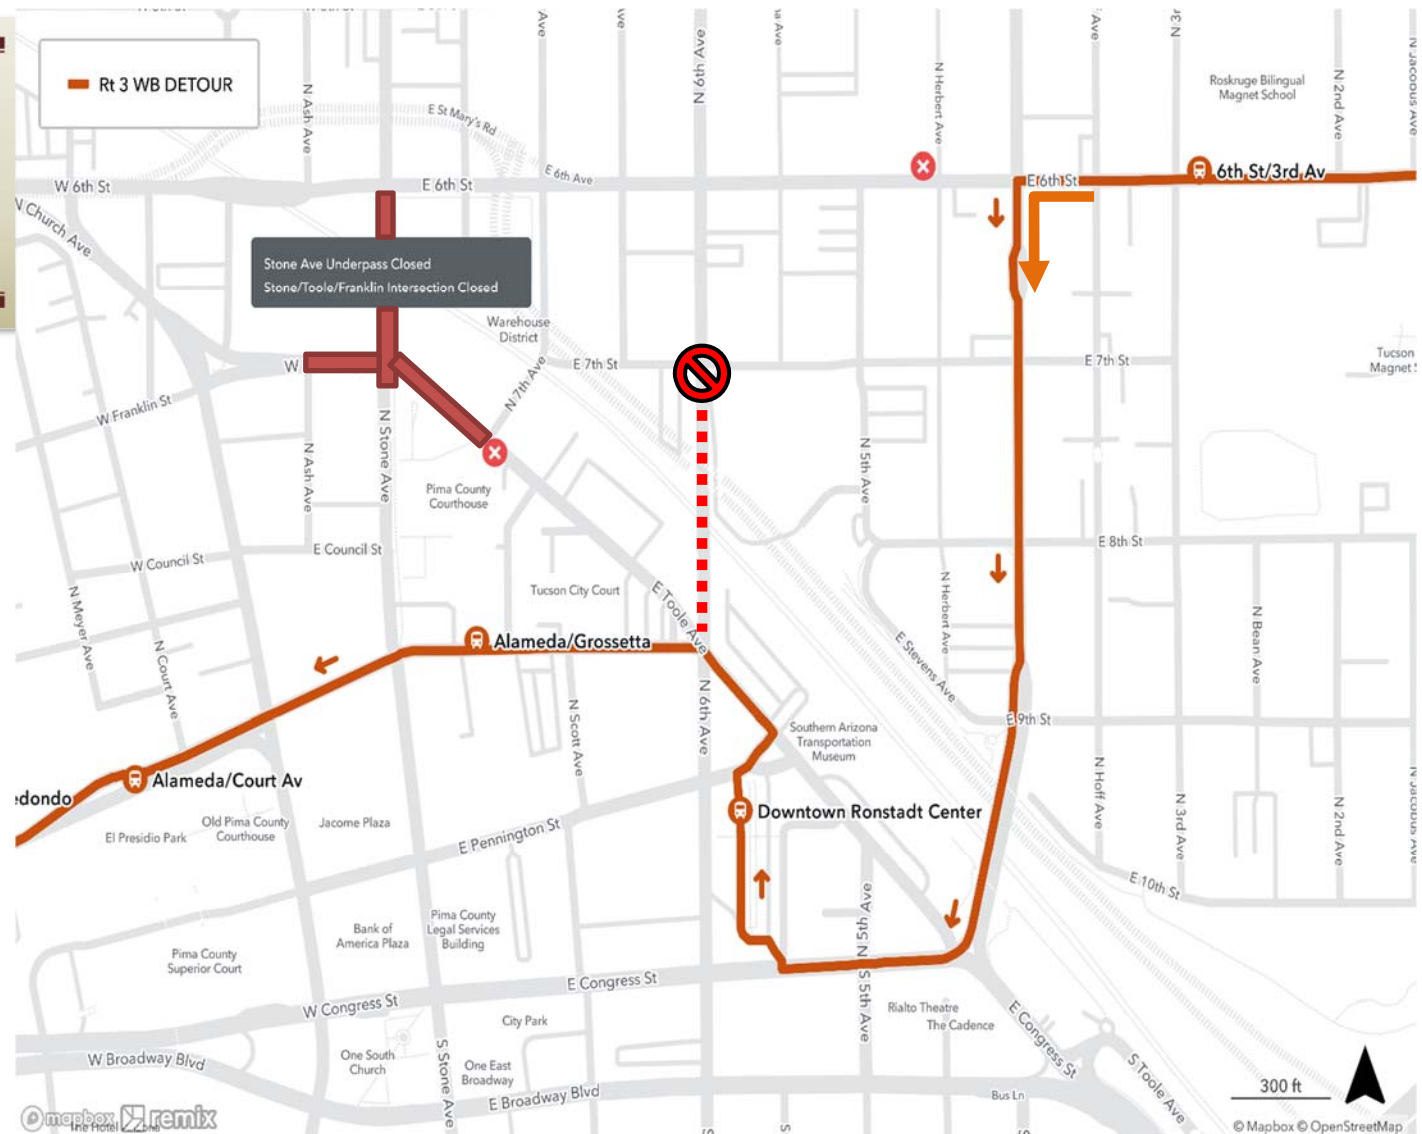 Rt 3 WB DETOUR
N Ash Ave
Ave
N 6th Ave
N Herbert Ave
Ave
N 3rd
Roskruge Bilingual
Magnet School
N 2nd Ave
N Jacobus Ave
E St Mary's Rd
W 6th St
E 6th St
E 6th Ave
E 6th St
6th St/3rd Av
N Church Ave
Stone Ave Underpass Closed
Stone/Toole/Franklin Intersection Closed
Warehouse
District
W
N 7th Ave
E 7th St
E 7th St
Tucson
Magnet
W Franklin St
N Ash Ave
N Stone Ave
Pima County
Courthouse
N 5th Ave
W Council St
E Council St
E 8th St
N Meyer Ave
Tucson City Court
E Toole Ave
N Herbert Ave
N Bean Ave
N Court Ave
Alameda/Grossetta
E Stevens Ave
N Scott Ave
N 6th Ave
Southern Arizona
Transportation
Museum
E 9th St
N Hoff Ave
N 3rd Ave
N 2nd Ave
N Jacobus Ave
edondo
Alameda/Court Av
El Presidio Park
Old Pima County
Courthouse
Jacome Plaza
E Pennington St
Downtown Ronstadt Center
E 10th St
Bank of
America Plaza
Pima County
Legal Services
Building
Pima County
Superior Court
N 5th Ave
S 5th Ave
E Congress St
W Congress St
City Park
Rialto Theatre
The Cadence
E Congress St
W Broadway Blvd
One South
Church
S Stone Ave
One East
Broadway
E Broadway Blvd
Bus Ln
S Toole Ave
300 ft
mapbox remix
© Mapbox © OpenStreetMap